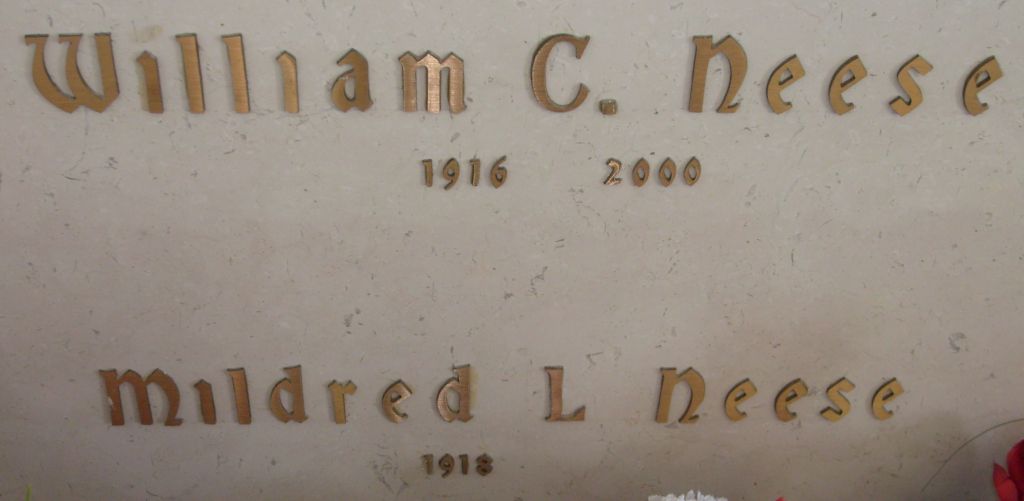 William C. Neese
1916 2000
Mildred L Neese
1918